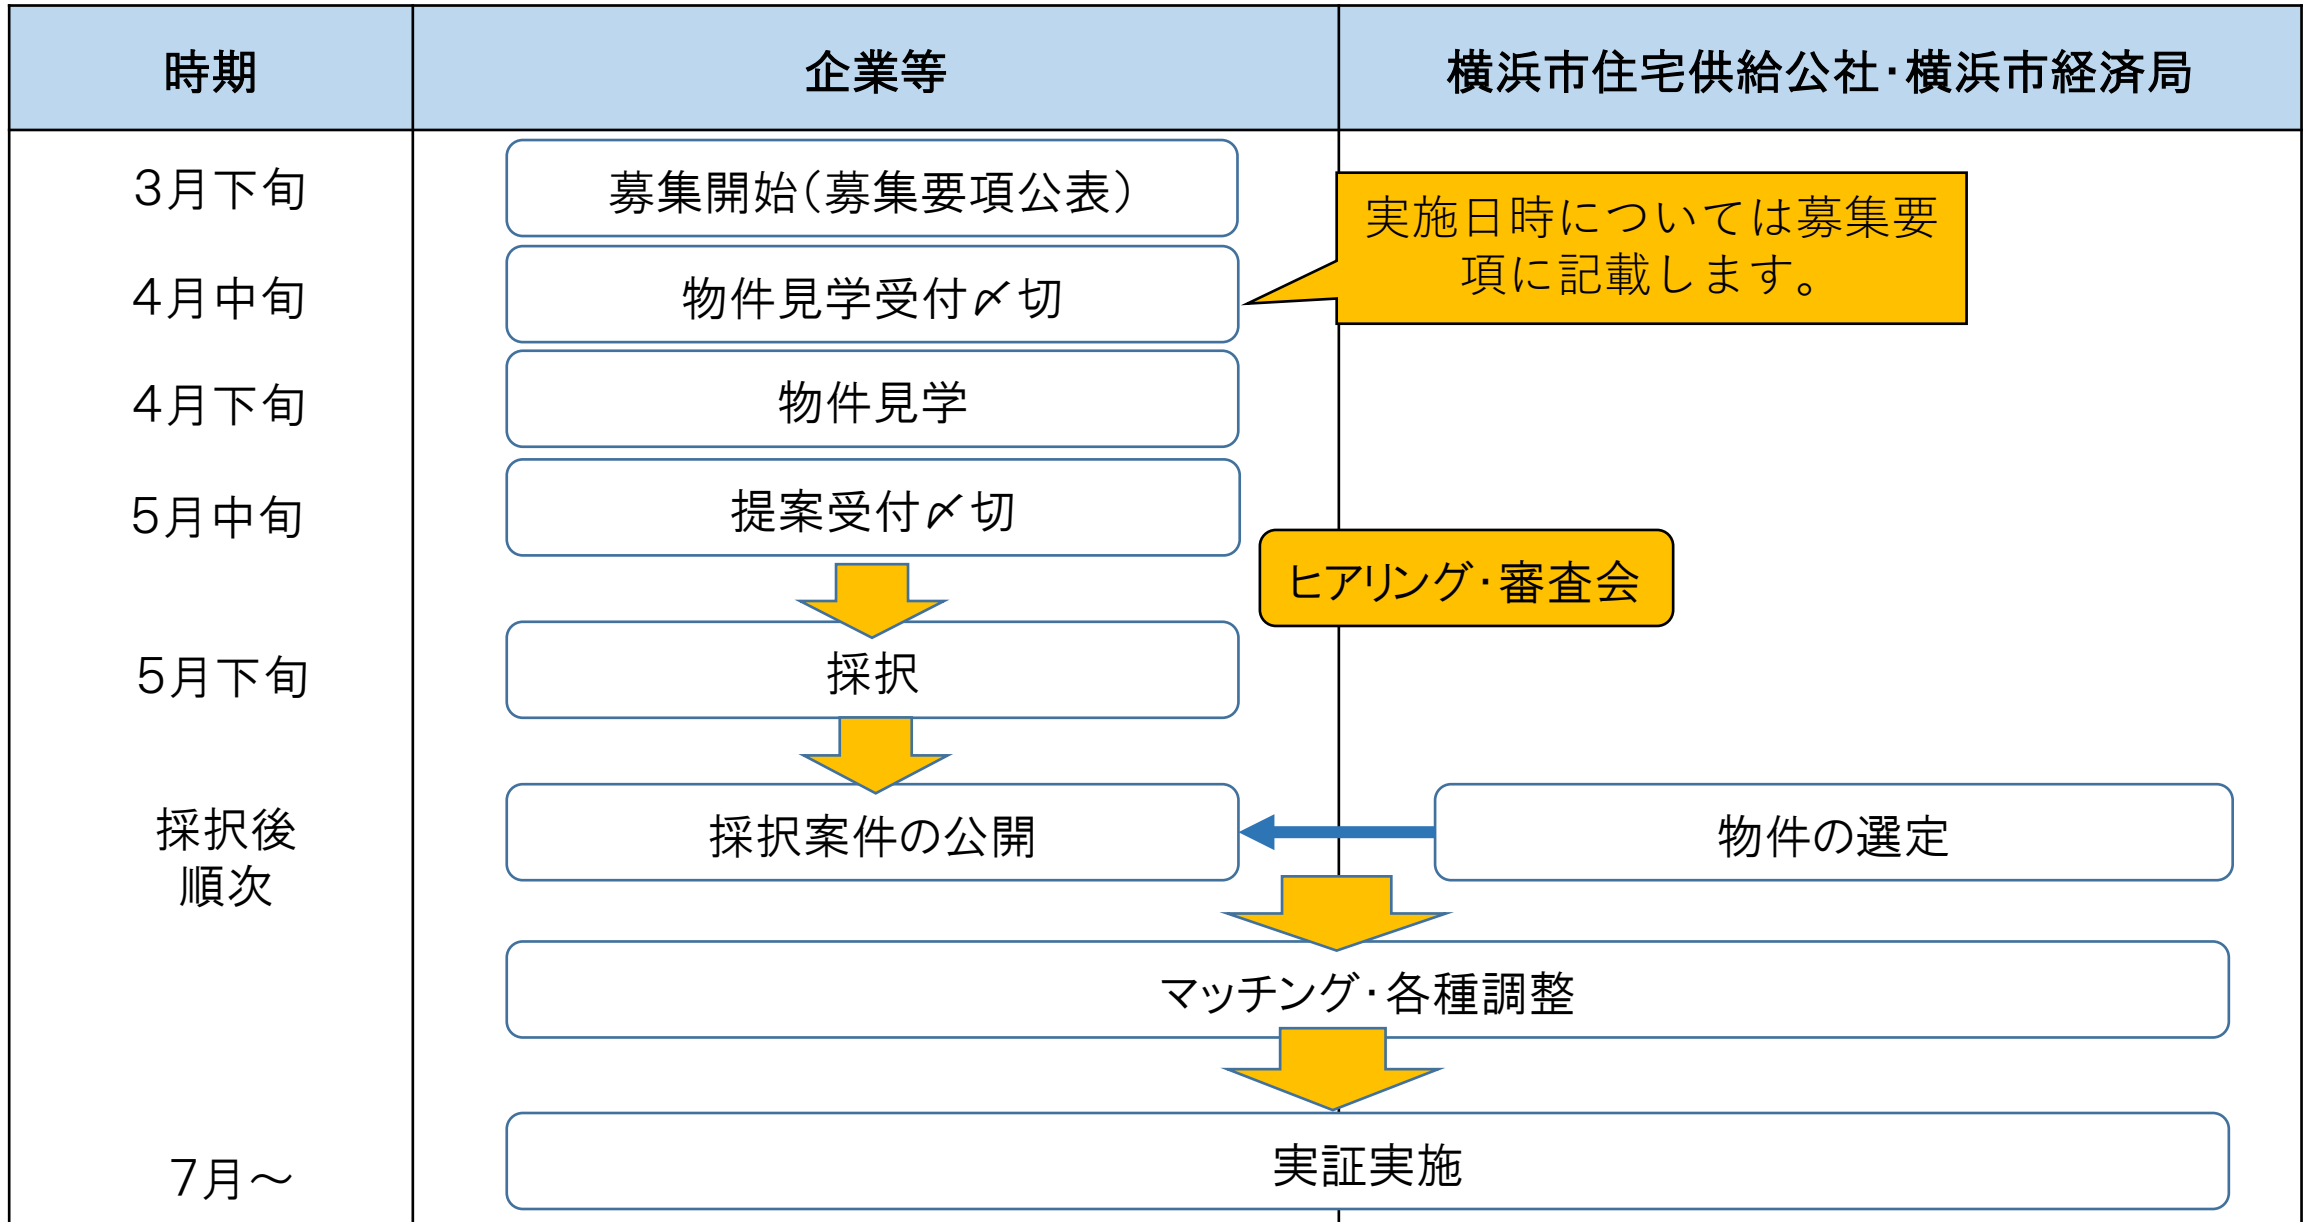 時期
企業等
横浜市住宅供給公社・横浜市経済局
3月下旬
募集開始（募集要項公表）
実施日時については募集要
項に記載します。
4月中旬
物件見学受付〆切
4月下旬
物件見学
5月中旬
提案受付〆切
ヒアリング・審査会
5月下旬
採択
採択後
順次
採択案件の公開
物件の選定
マッチング・各種調整
7月～
実証実施